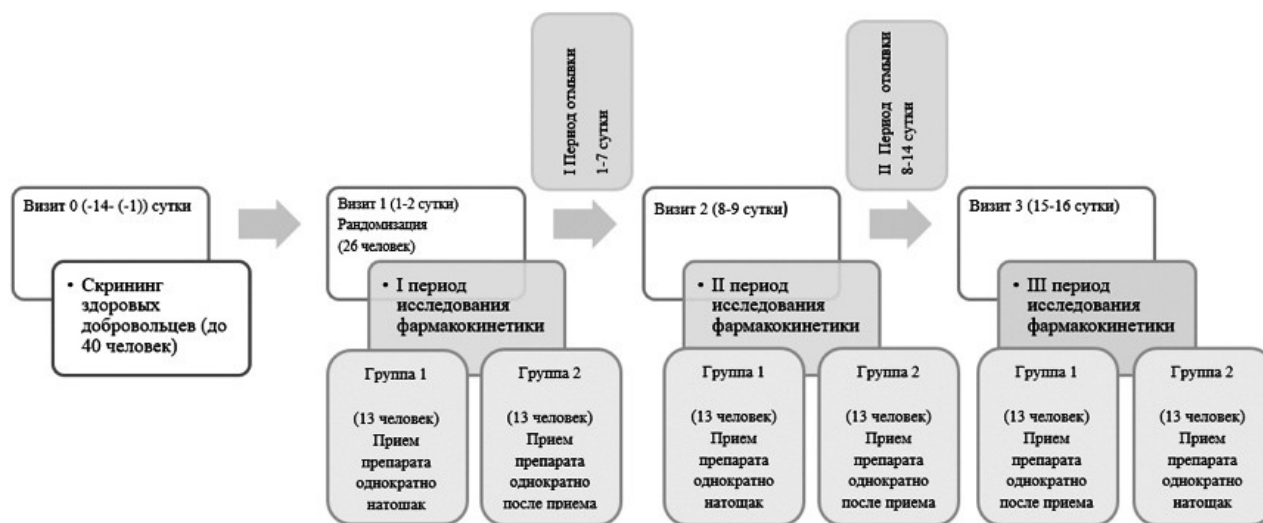 I Период отмывки
1-7 сутки
II Период отмывки
8-14 сутки
Визит 0 (-14- (-1)) сутки
• Скрининг
здоровых
добровольцев (до
40 человек)
Визит 1 (1-2 сутки)
Рандомизация
(26 человек)
• I период
исследования
фармакокинетики
Группа 1
(13 человек)
Прием
препарата
однократно
натощак
Группа 2
(13 человек)
Прием
препарата
однократно
после приема
Визит 2 (8-9 сутки)
• II период
исследования
фармакокинетики
Группа 1
(13 человек)
Прием
препарата
однократно
натощак
Группа 2
(13 человек)
Прием
препарата
однократно
после приема
Визит 3 (15-16 сутки)
• III период
исследования
фармакокинетики
Группа 1
(13 человек)
Прием
препарата
однократно
после приема
Группа 2
(13 человек)
Прием
препарата
однократно
натощак